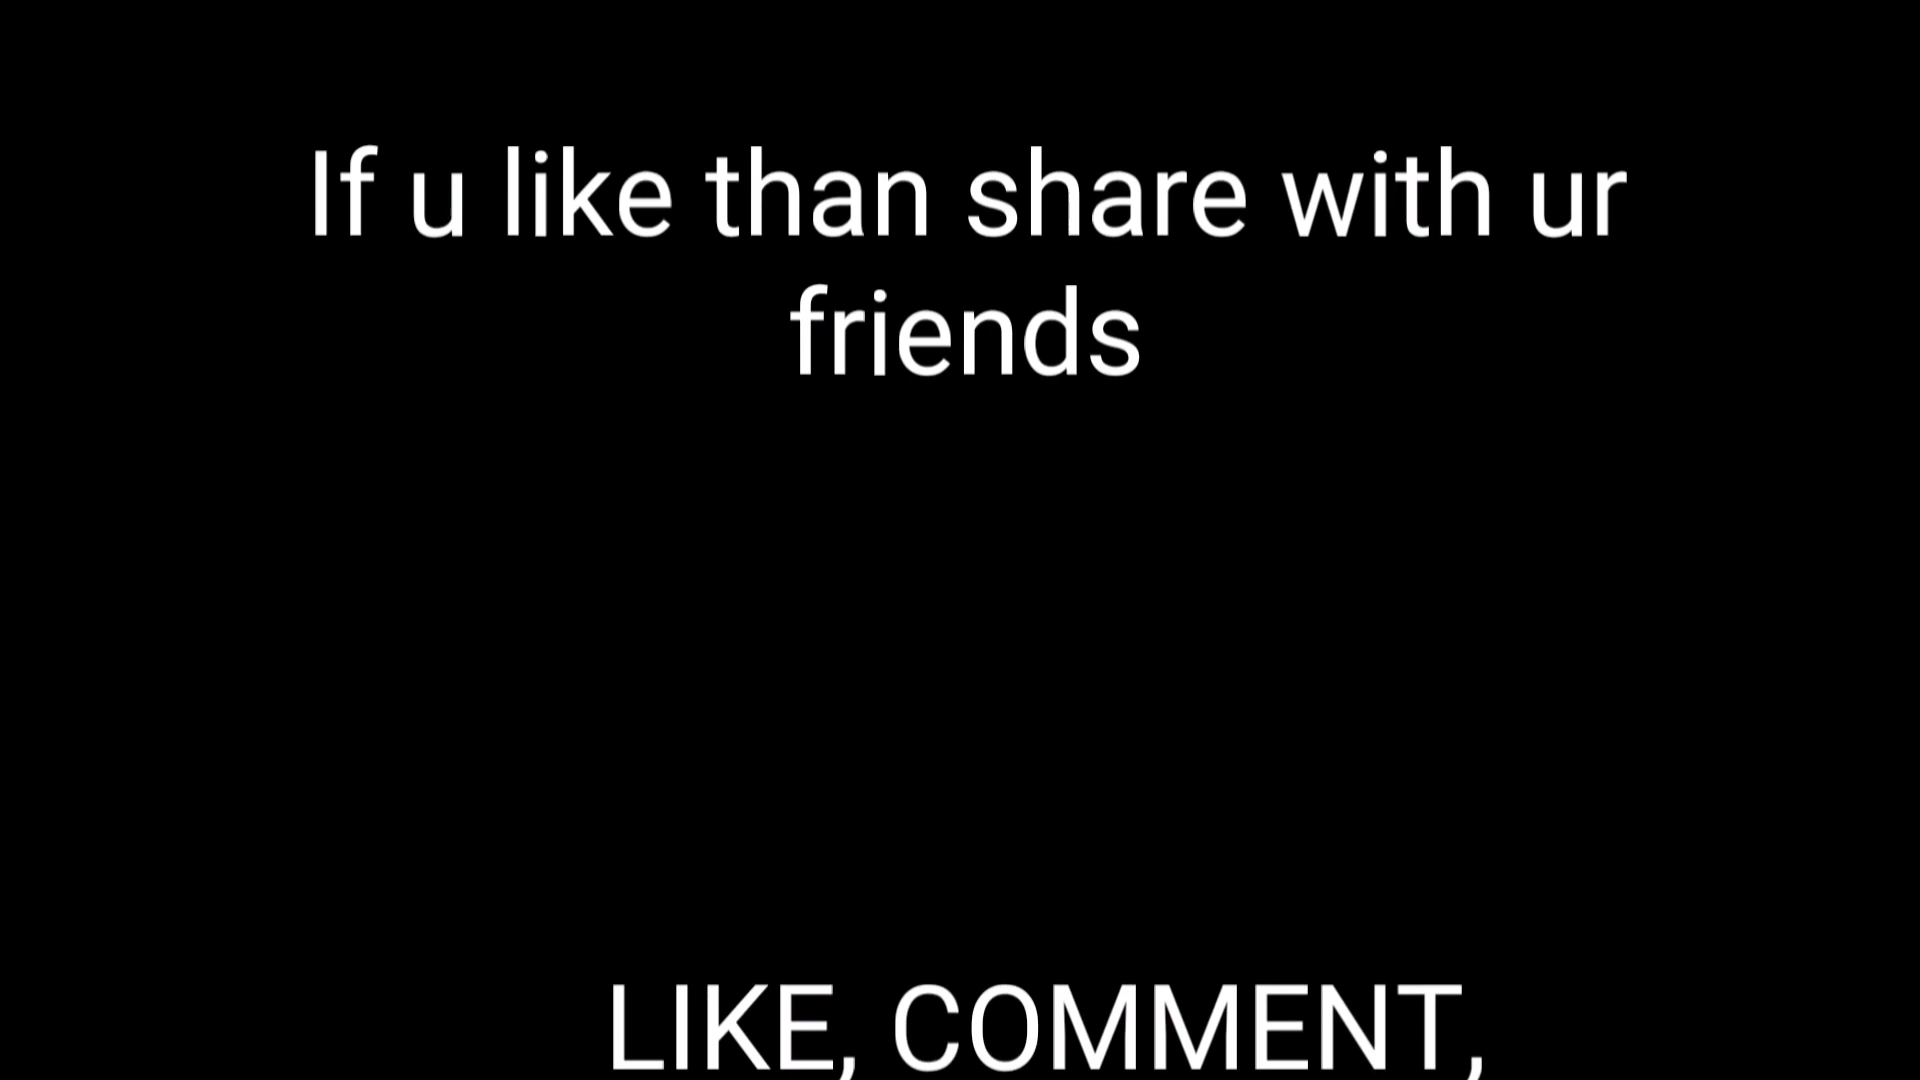 If u like than share with ur
friends
LIKE, COMMENT,